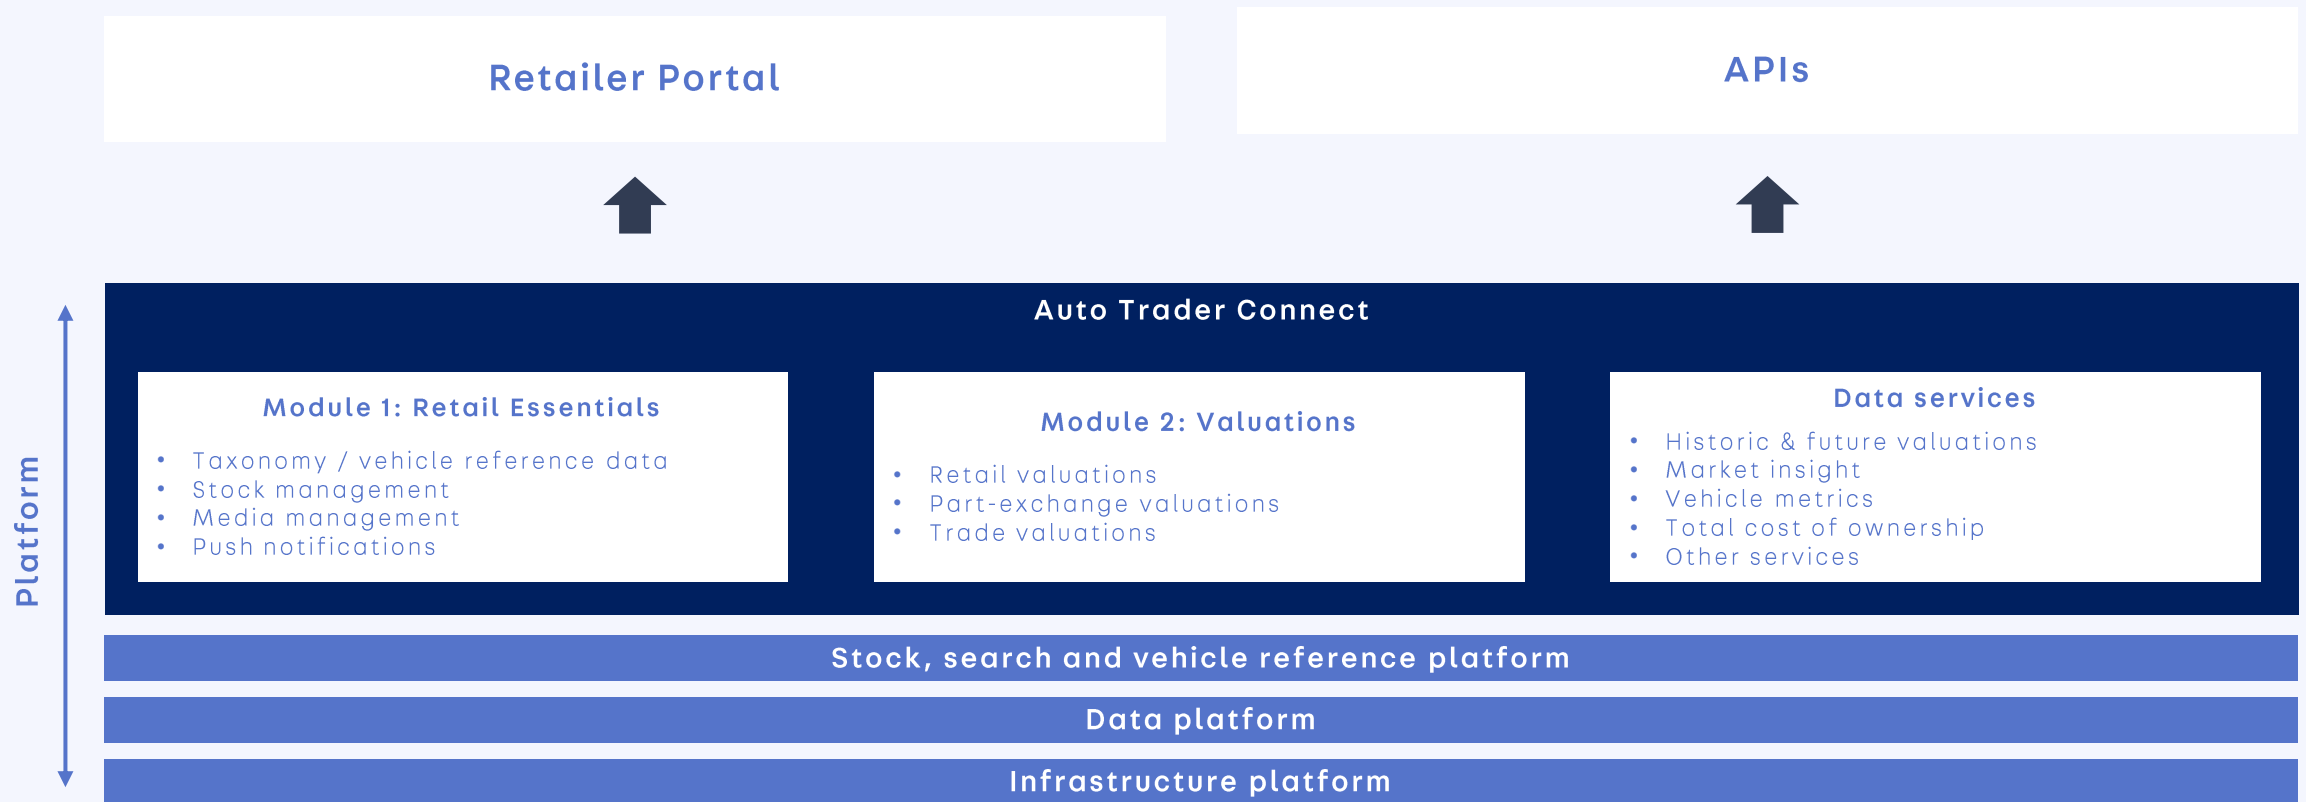 Retailer Portal
APIs
Auto Trader Connect
Platform
Module 1: Retail Essentials
• Taxonomy / vehicle reference data
• Stock management
• Media management
• Push notifications
Module 2: Valuations
• Retail valuations
• Part-exchange valuations
• Trade valuations
Data services
• Historic & future valuations
• Market insight
• Vehicle metrics
• Total cost of ownership
• Other services
Stock, search and vehicle reference platform
Data platform
Infrastructure platform